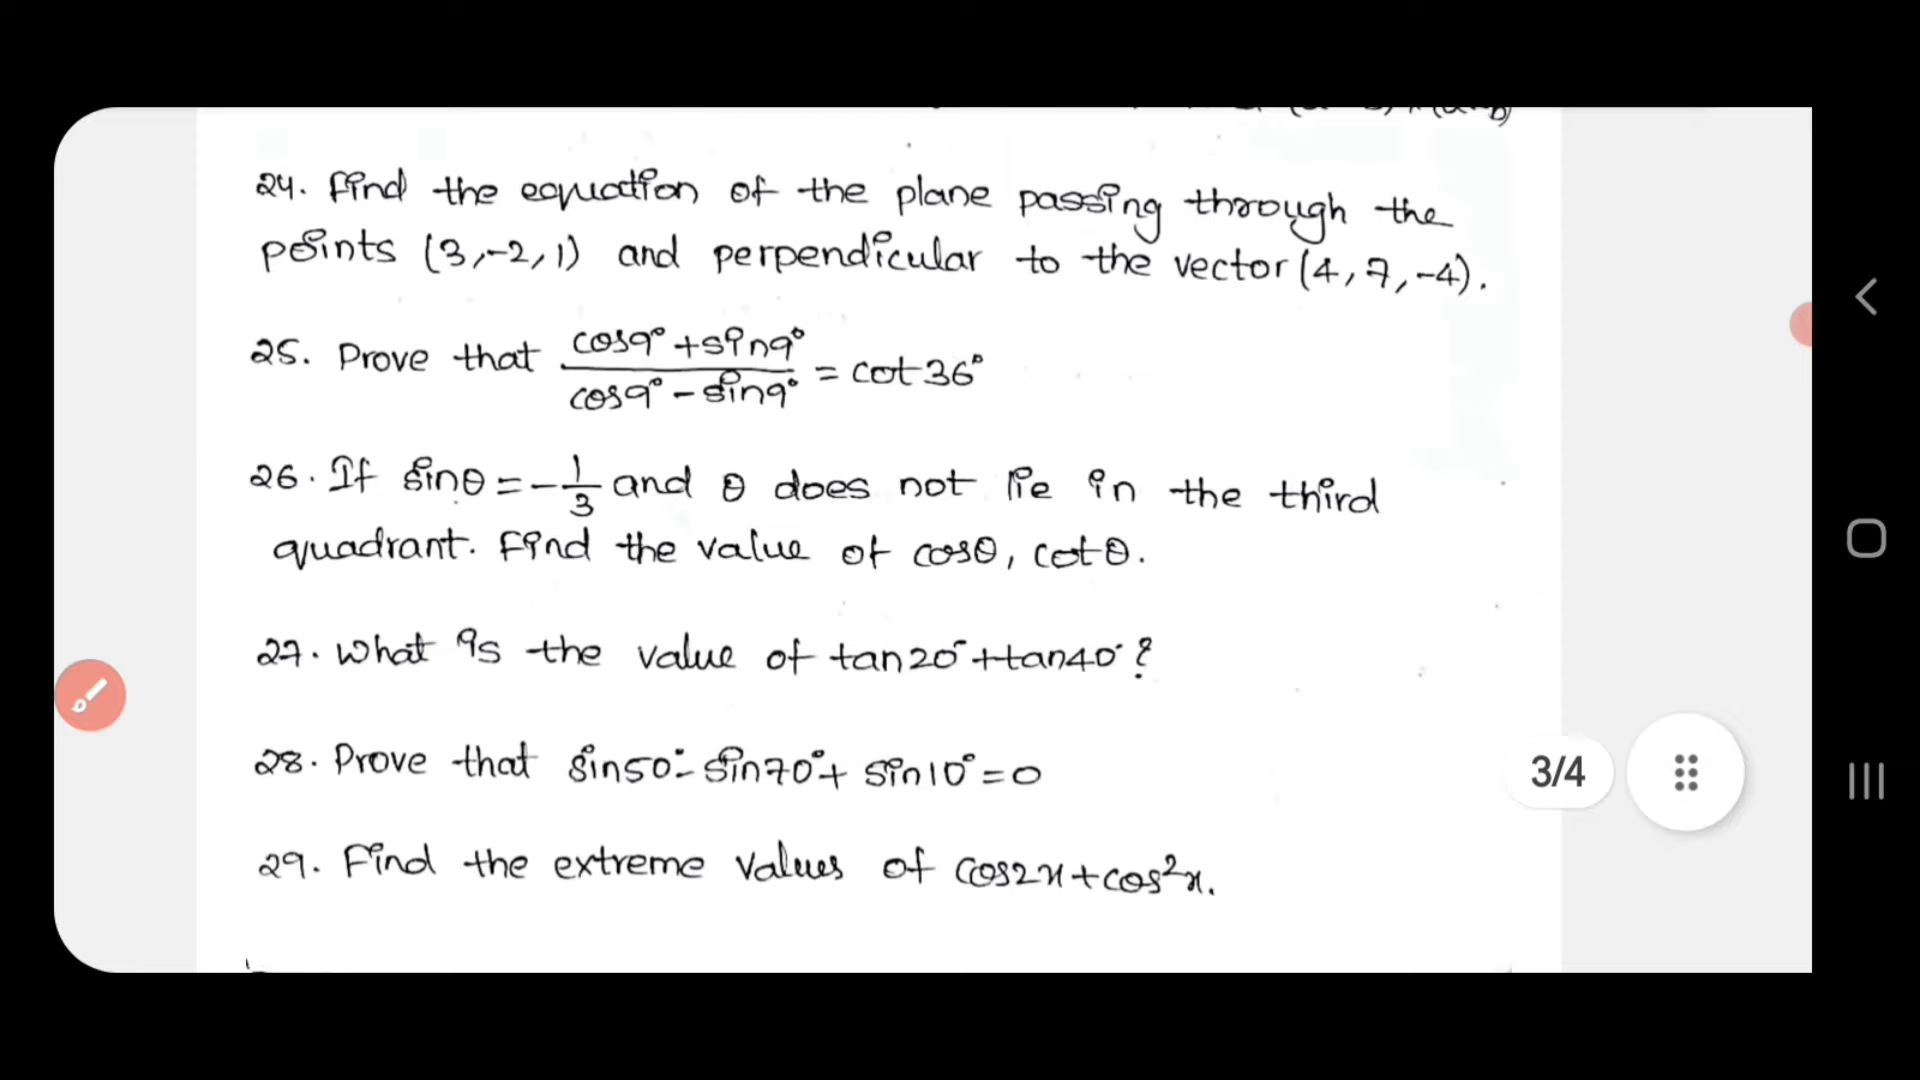 24. Find the equation of the plane passing through the
points (3,-2,1) and perpendicular to the vector (4,7,-4).
25. Prove that (cos9°+sin9°)/(cos9°-sin9°) = cot36°
26. If sinθ = -1/3 and θ does not lie in the third
quadrant. Find the value of cosθ, cotθ.
27. What is the value of tan20°+tan40°?
28. Prove that sin50°- sin70°+ sin10°=0
29. Find the extreme values of cos2x+cos²x.
3/4